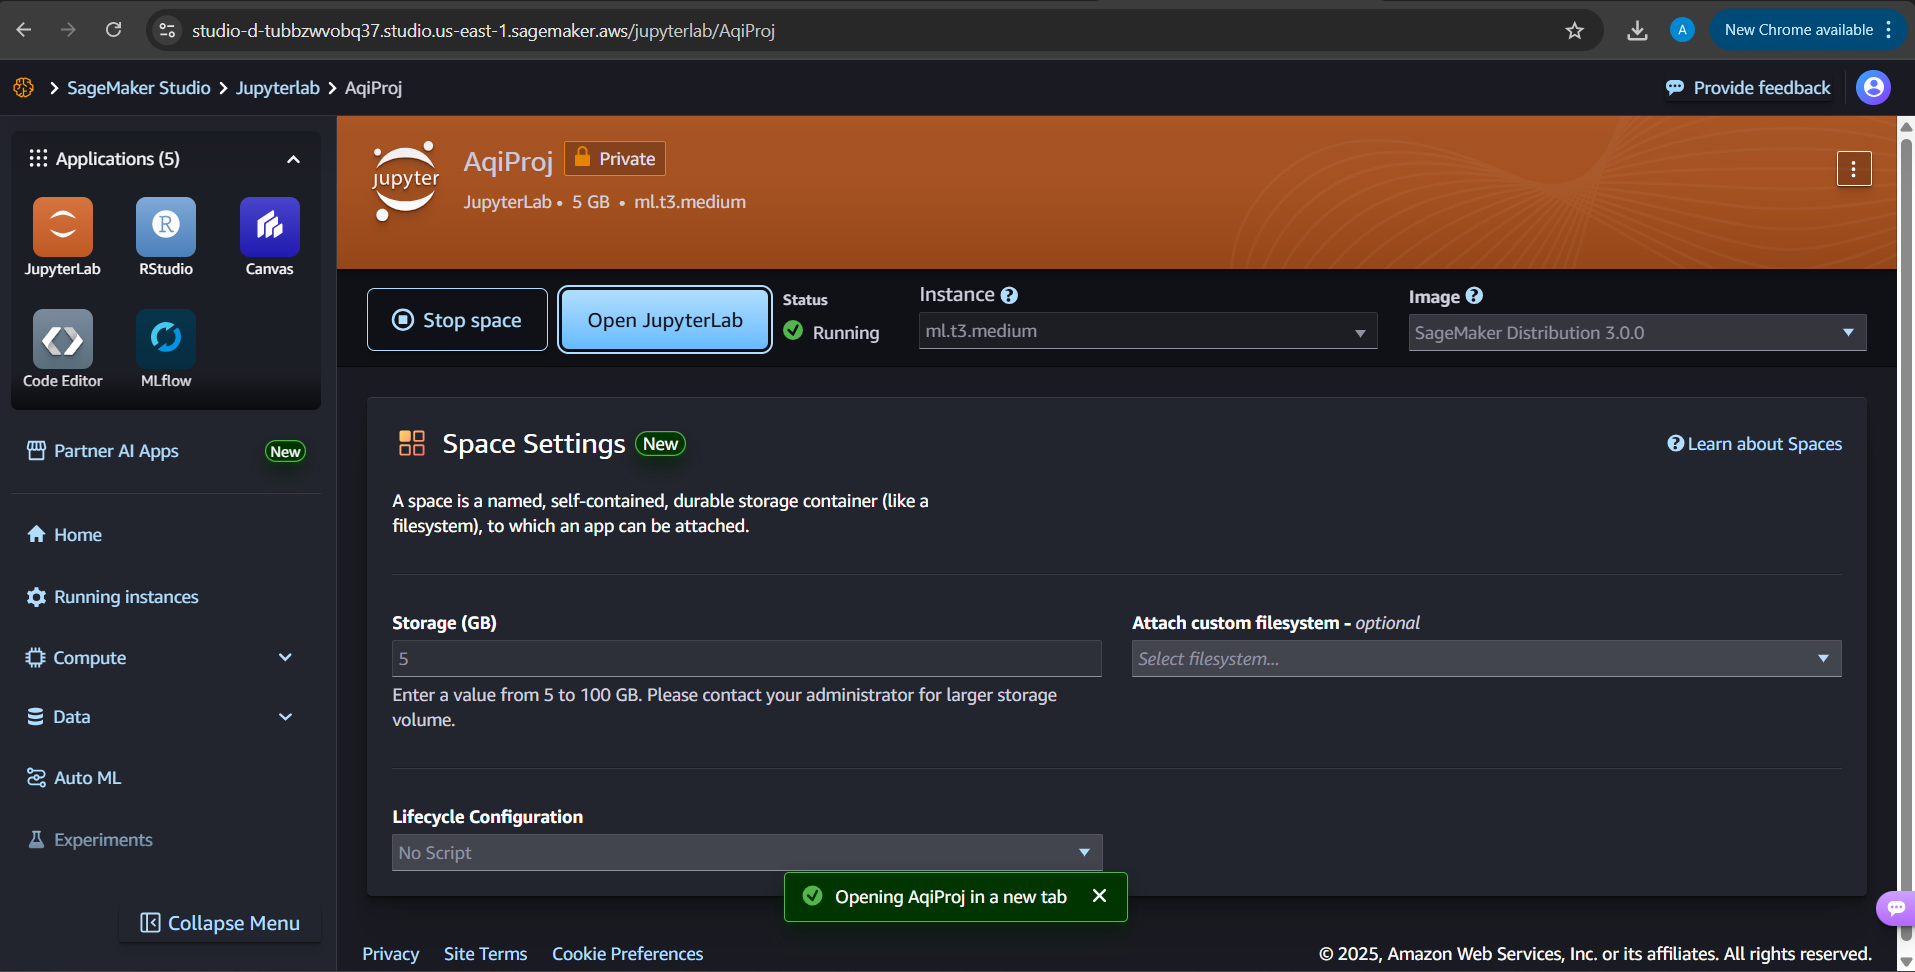 studio-d-tubbzwvobq37.studio.us-east-1.sagemaker.aws/jupyterlab/AqiProj
A
New Chrome available
SageMaker Studio
Jupyterlab
AqiProj
Provide feedback
Applications (5)
JupyterLab
R
RStudio
Canvas
Code Editor
MLflow
Partner AI Apps
New
Home
Running instances
Compute
Data
Auto ML
Experiments
Collapse Menu
jupyter
AqiProj
Private
JupyterLab • 5 GB • ml.t3.medium
Stop space
Open JupyterLab
Status
Running
Instance
ml.t3.medium
Image
SageMaker Distribution 3.0.0
Space Settings
New
Learn about Spaces
A space is a named, self-contained, durable storage container (like a
filesystem), to which an app can be attached.
Storage (GB)
5
Enter a value from 5 to 100 GB. Please contact your administrator for larger storage
volume.
Attach custom filesystem - optional
Select filesystem...
Lifecycle Configuration
No Script
Opening AqiProj in a new tab
Privacy
Site Terms
Cookie Preferences
© 2025, Amazon Web Services, Inc. or its affiliates. All rights reserved.